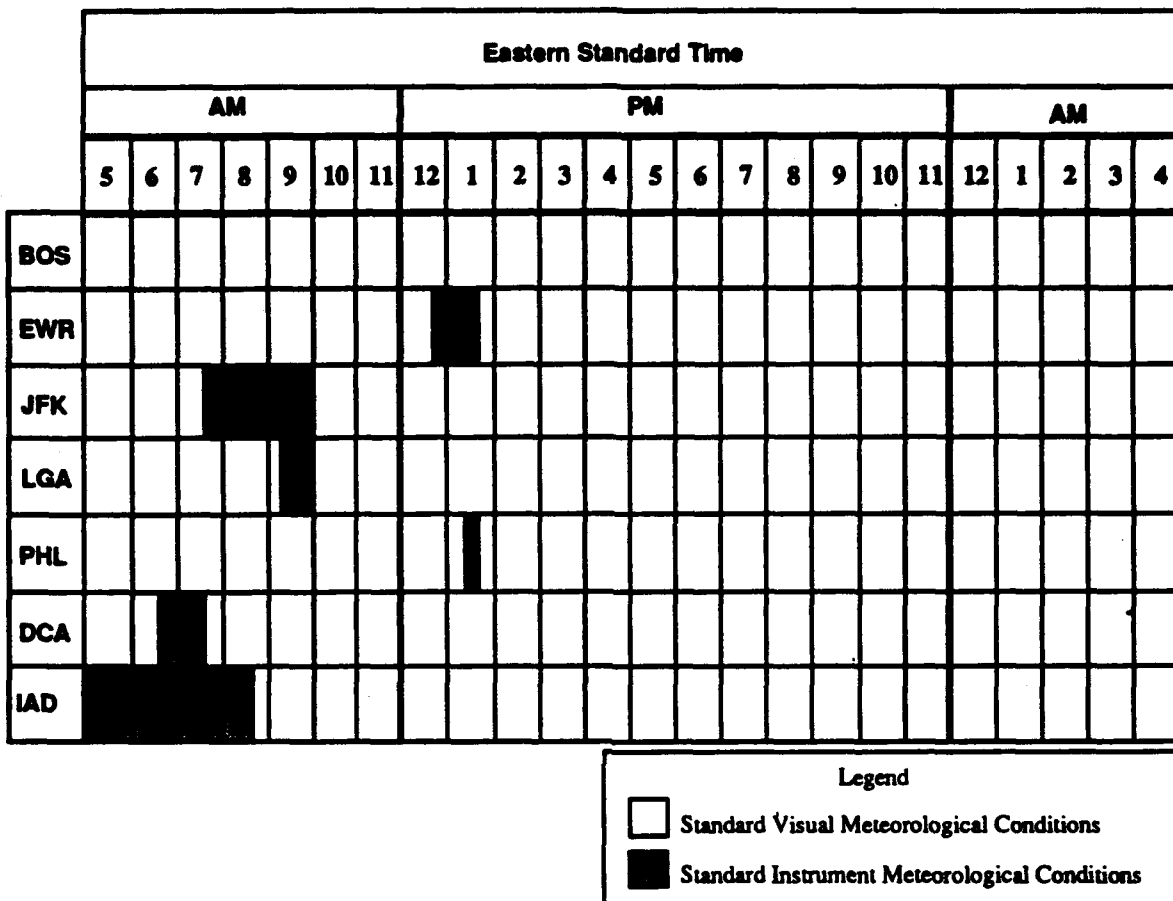 Eastern Standard Time
AM PM AM
5 6 7 8 9 10 11 12 1 2 3 4 5 6 7 8 9 10 11 12 1 2 3 4
BOS
EWR
JFK
LGA
PHL
DCA
IAD
Legend
Standard Visual Meteorological Conditions
Standard Instrument Meteorological Conditions